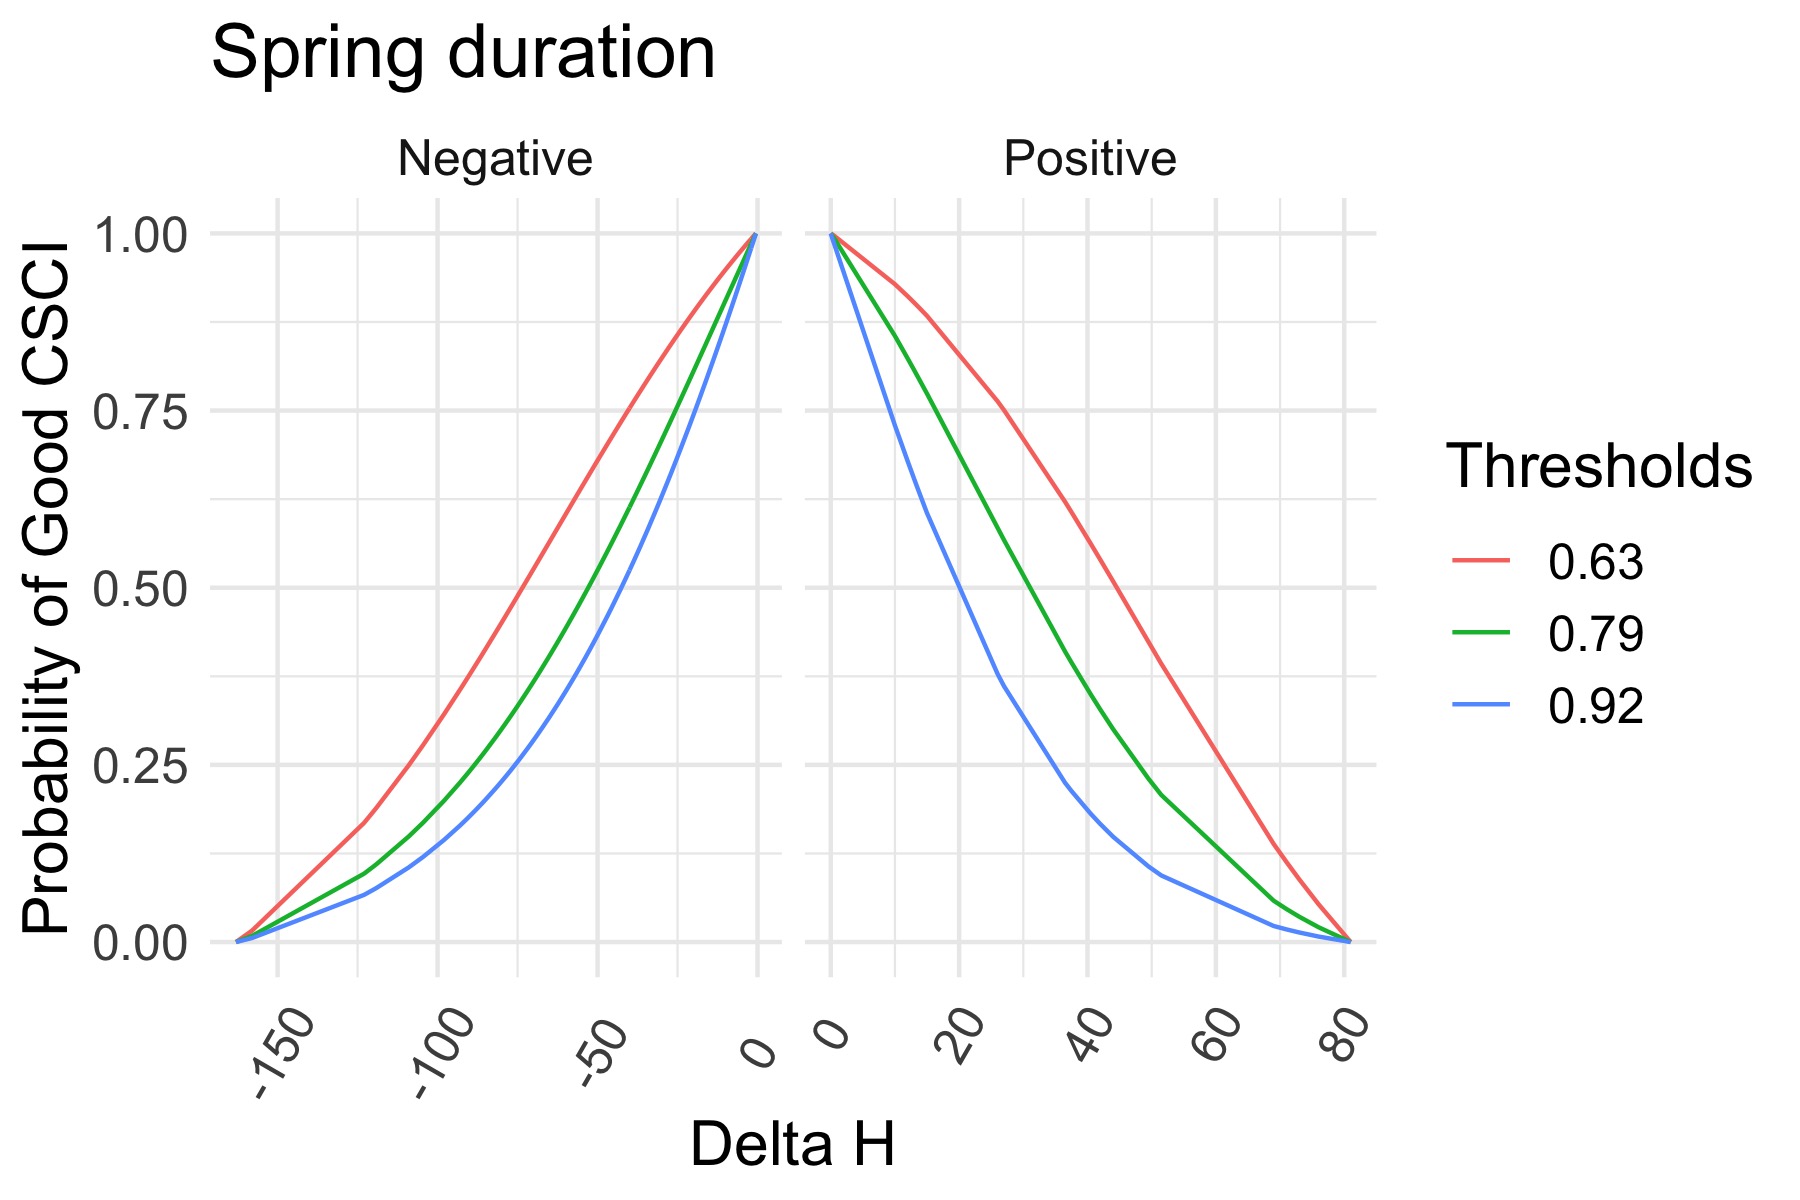 Spring duration
Negative
Positive
Probability of Good CSCI
1.00
0.75
0.50
0.25
0.00
-150
-100
-50
0
0
20
40
60
80
Delta H
Thresholds
0.63
0.79
0.92